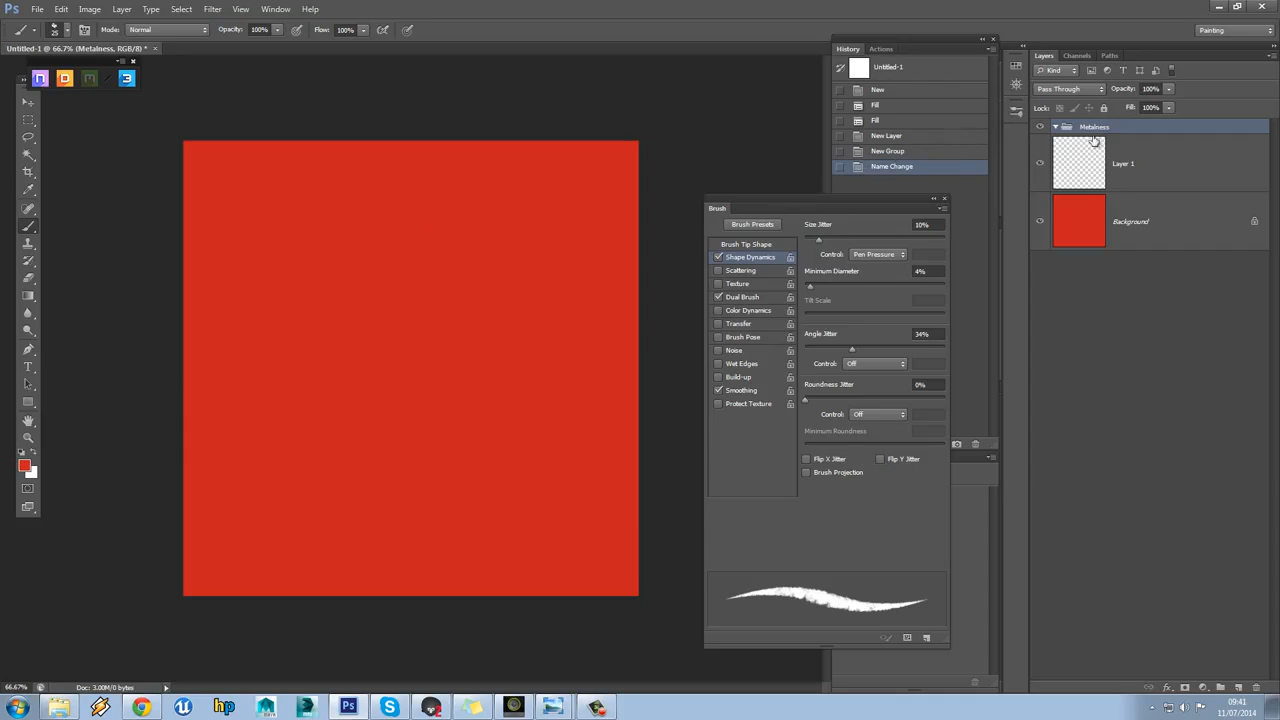 Ps File Edit Image Layer Type Select Filter View Window Help
25 Mode: Normal Opacity: 100% Flow: 100% Painting
Untitled-1 @ 66.7% (Metalness, RGB/8) * ×
History Actions
Untitled-1
New
Fill
Fill
New Layer
New Group
Name Change
Layers Channels Paths
Kind
Pass Through Opacity: 100%
Lock: Fill: 100%
Metalness
Layer 1
Background
Brush
Brush Presets
Brush Tip Shape
Shape Dynamics
Scattering
Texture
Dual Brush
Color Dynamics
Transfer
Brush Pose
Noise
Wet Edges
Build-up
Smoothing
Protect Texture
Size Jitter 10%
Control: Pen Pressure
Minimum Diameter 4%
Tilt Scale
Angle Jitter 34%
Control: Off
Roundness Jitter 0%
Control: Off
Minimum Roundness
Flip X Jitter Flip Y Jitter
Brush Projection
66.67% Doc: 3.00M/0 bytes
hp Ps
09:41
11/07/2014